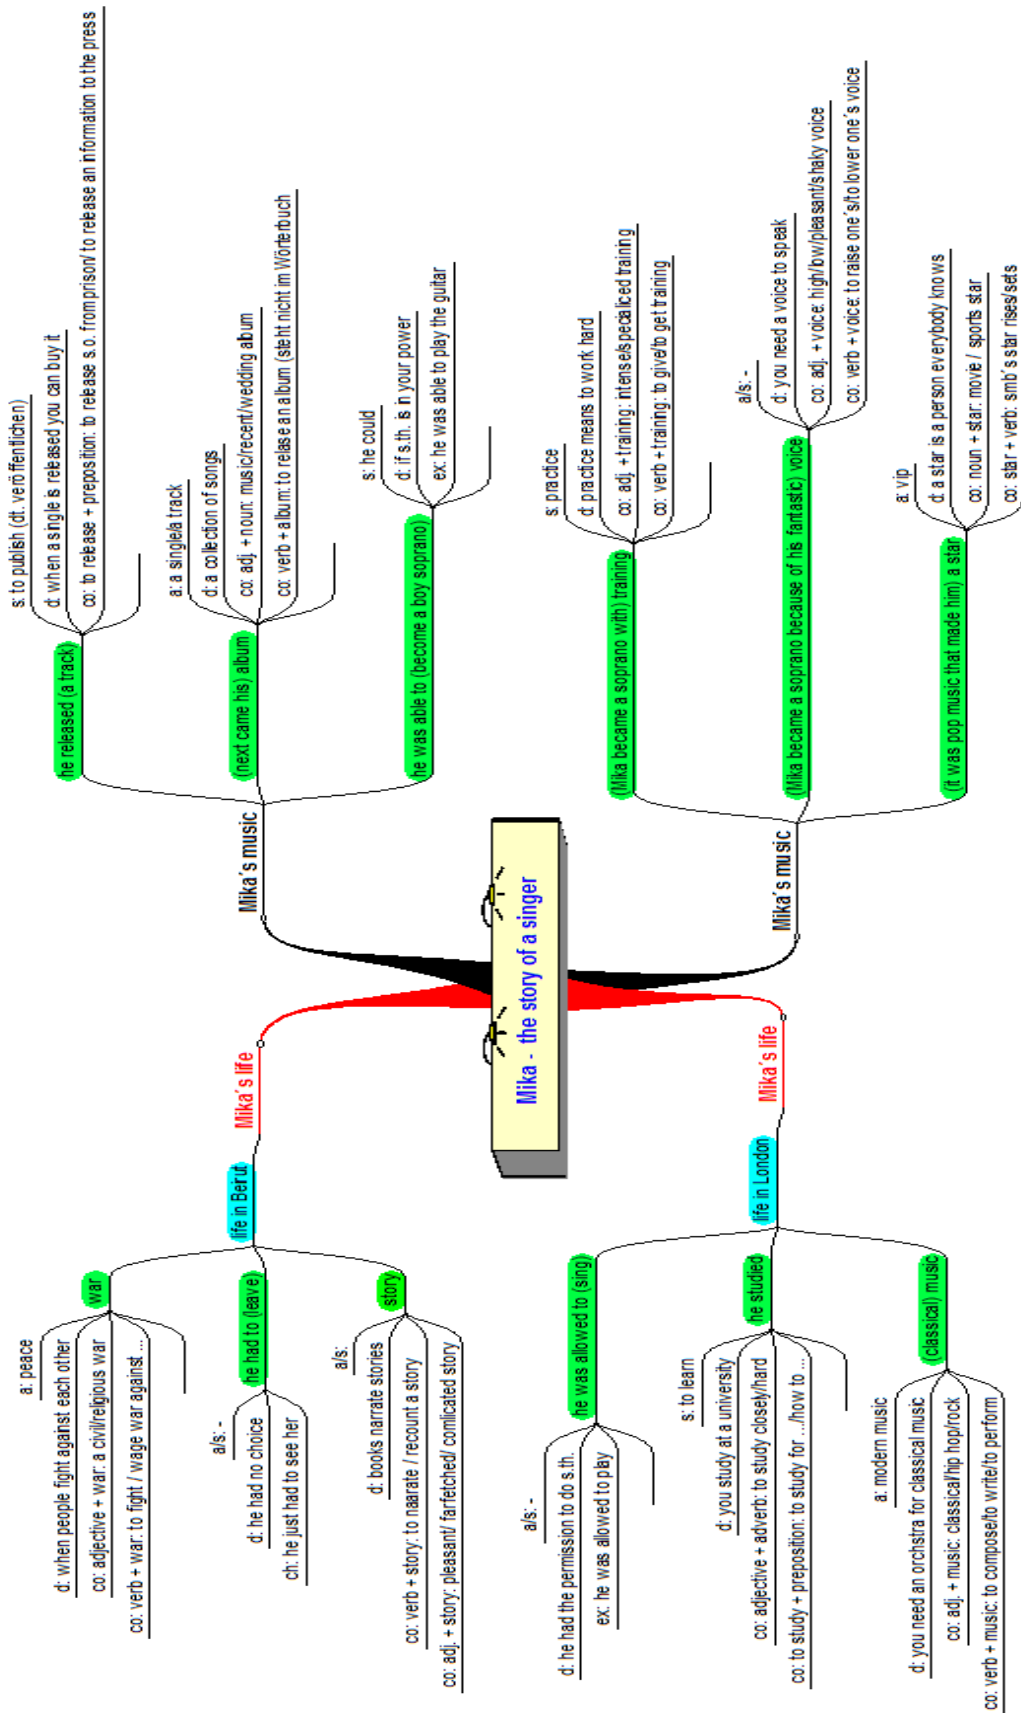 Mika - the story of a singer
Mika´s life
life in Beirut
war
a: peace
d: when people fight against each other
co: adjective + war: a civil/religious war
co: verb + war: to fight / wage war against ...
he had to (leave)
a/s: -
d: he had no choice
ch: he just had to see her
story
a/s:
d: books narrate stories
co: verb + story: to naarate / recount a story
co: adj. + story: pleasant/ farfetched/ comlicated story
Mika´s music
he released (a track)
s: to publish (dt. veröffentlichen)
d: when a single is released you can buy it
co: to release + preposition: to release s.o. from prison/ to release an information to the press
(next came his) album
a: a single/a track
d: a collection of songs
co: adj + noun: music/recent/wedding album
co: verb + album: to relase an album (steht nicht im Wörterbuch
he was able to (become a boy soprano)
s: he could
d: if s.th. is in your power
ex: he was able to play the guitar
Mika´s life
life in London
he was allowed to (sing)
a/s: -
d: he had the permission to do s.th.
ex: he was allowed to play
he studied
s: to learn
d: you study at a university
co: adjective + adverb: to study closely/hard
co: to study + preposition: to study for .../how to ...
(classical) music
a: modern music
d: you need an orchstra for classical music
co: adj. + music: classical/hip hop/rock
co: verb + music: to compose/to write/to perform
Mika´s music
(Mika became a soprano with) training
s: practice
d: practice means to work hard
co: adj. + training: intense/specialiced training
co: verb + training: to give/to get training
(Mika became a soprano because of his fantastic) voice
a/s: -
d: you need a voice to speak
co: adj. + voice: high/low/pleasant/shaky voice
co: verb + voice: to raise one´s/to lower one´s voice
(it was pop music that made him) a star
a: vip
d: a star is a person everybody knows
co: noun + star: movie / sports star
co: star + verb: smb´s star rises/sets